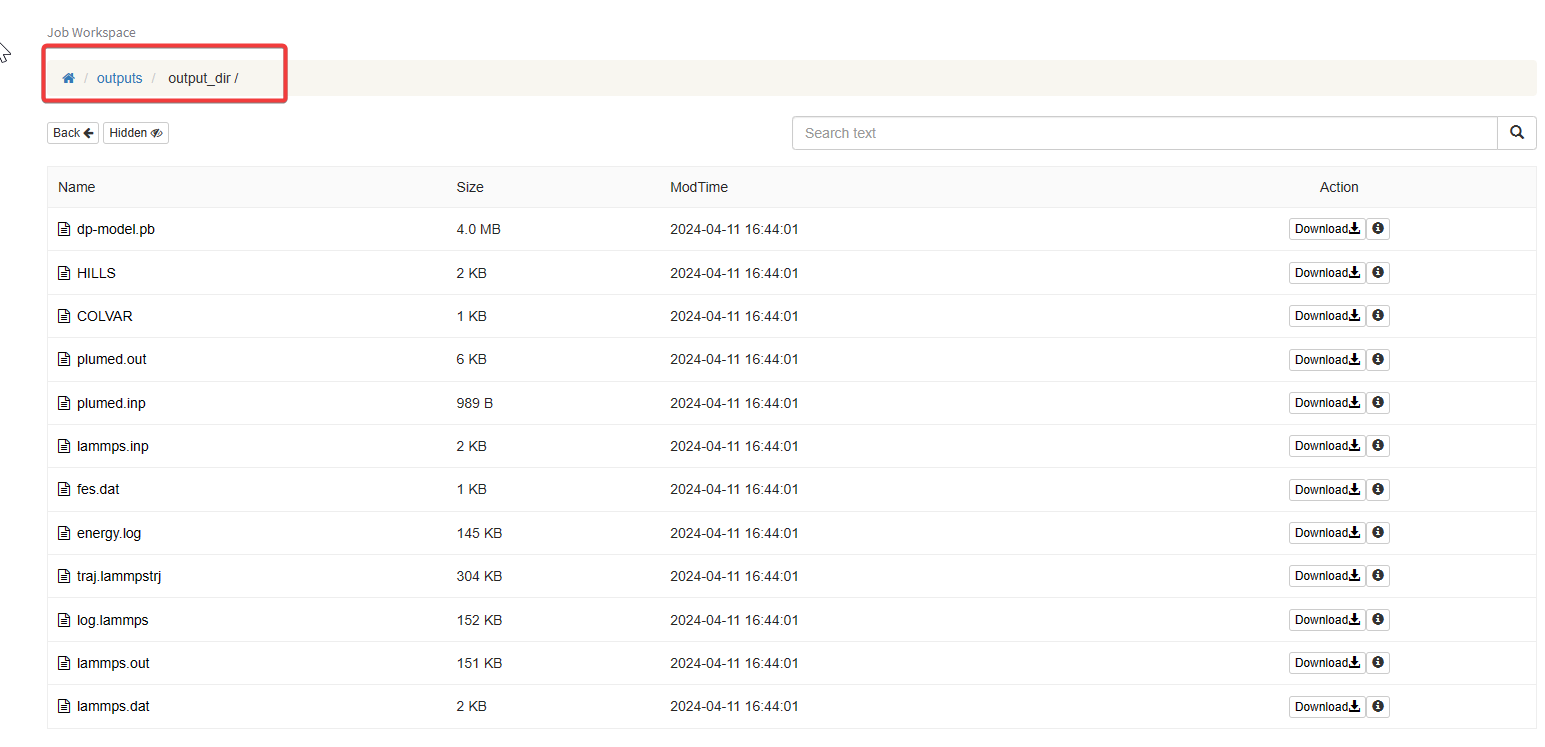 Job Workspace
/ outputs / output_dir /
Back Hidden
Search text
Name Size ModTime Action
dp-model.pb 4.0 MB 2024-04-11 16:44:01 Download
HILLS 2 KB 2024-04-11 16:44:01 Download
COLVAR 1 KB 2024-04-11 16:44:01 Download
plumed.out 6 KB 2024-04-11 16:44:01 Download
plumed.inp 989 B 2024-04-11 16:44:01 Download
lammps.inp 2 KB 2024-04-11 16:44:01 Download
fes.dat 1 KB 2024-04-11 16:44:01 Download
energy.log 145 KB 2024-04-11 16:44:01 Download
traj.lammpstrj 304 KB 2024-04-11 16:44:01 Download
log.lammps 152 KB 2024-04-11 16:44:01 Download
lammps.out 151 KB 2024-04-11 16:44:01 Download
lammps.dat 2 KB 2024-04-11 16:44:01 Download